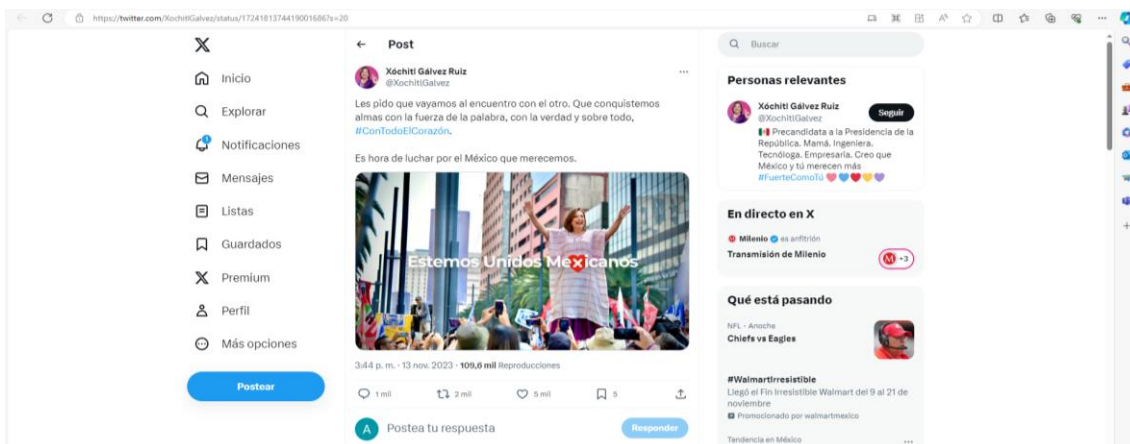 https://twitter.com/XochitlGalvez/status/1724181374419001686?s=20
X
Inicio
Explorar
Notificaciones
Mensajes
Listas
Guardados
Premium
Perfil
Más opciones
Postear
Post
Xóchitl Gálvez Ruiz
@XochitlGalvez
Les pido que vayamos al encuentro con el otro. Que conquistemos
almas con la fuerza de la palabra, con la verdad y sobre todo,
#ConTodoElCorazón.
Es hora de luchar por el México que merecemos.
Estemos Unidos Mexicanos
3:44 p. m. · 13 nov. 2023 · 109,6 mil Reproducciones
1 mil
2 mil
5 mil
5
A
Postea tu respuesta
Responder
Buscar
Personas relevantes
Xóchitl Gálvez Ruiz
@XochitlGalvez
Seguir
Precandidata a la Presidencia de la
República. Mamá. Ingeniera.
Tecnóloga. Empresaria. Creo que
México y tú merecen más
#FuerteComoTú
En directo en X
Milenio es anfitrión
Transmisión de Milenio
M +3
Qué está pasando
NFL · Anoche
Chiefs vs Eagles
#WalmartIrresistible
Llegó el Fin Irresistible Walmart del 9 al 21 de
noviembre
Promocionado por walmartmexico
Tendencia en México